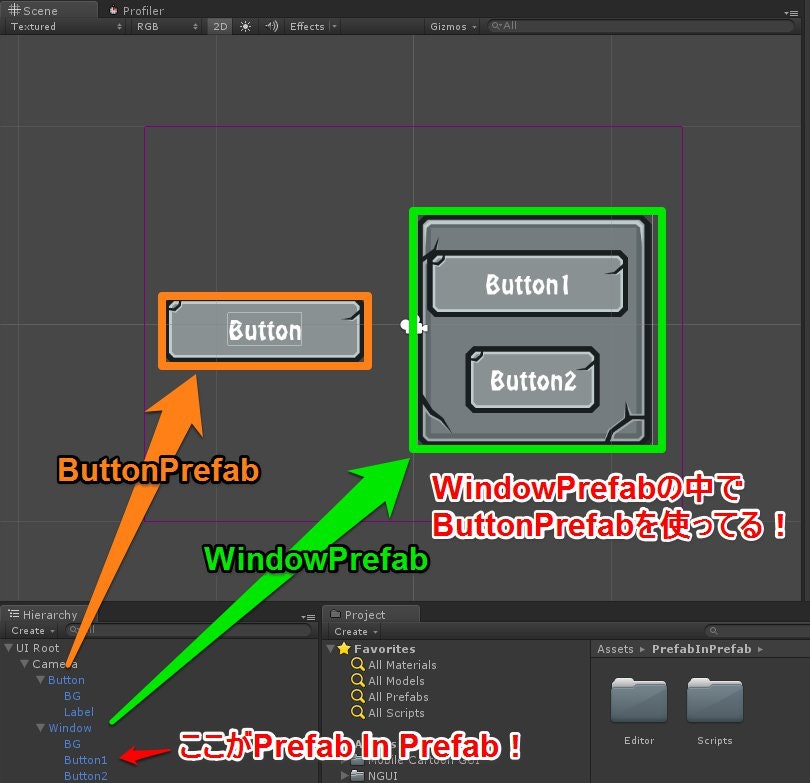 Scene
Profiler
Textured
RGB
2D
Effects
Gizmos
All
Button
Button1
Button2
ButtonPrefab
WindowPrefab
WindowPrefabの中で
ButtonPrefabを使ってる!
Hierarchy
Create
UI Root
Camera
Button
BG
Label
Window
BG
Button1
Button2
ここがPrefab In Prefab!
Project
Create
Favorites
All Materials
All Models
All Prefabs
All Scripts
Mobile Cartoon GUI
NGUI
Assets PrefabInPrefab
Editor
Scripts